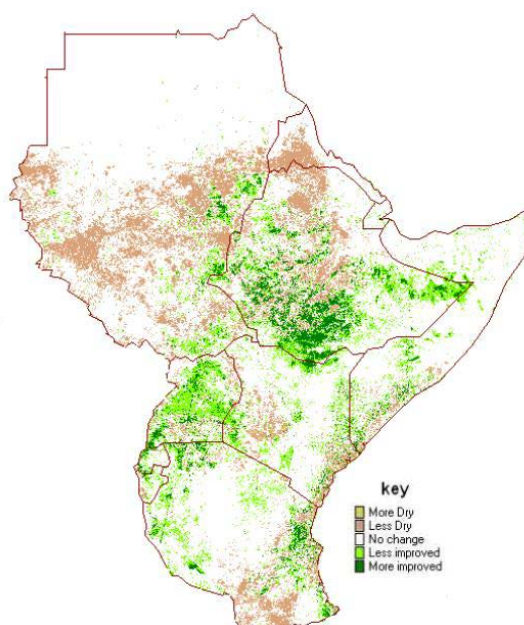 key
More Dry
Less Dry
No change
Less improved
More improved